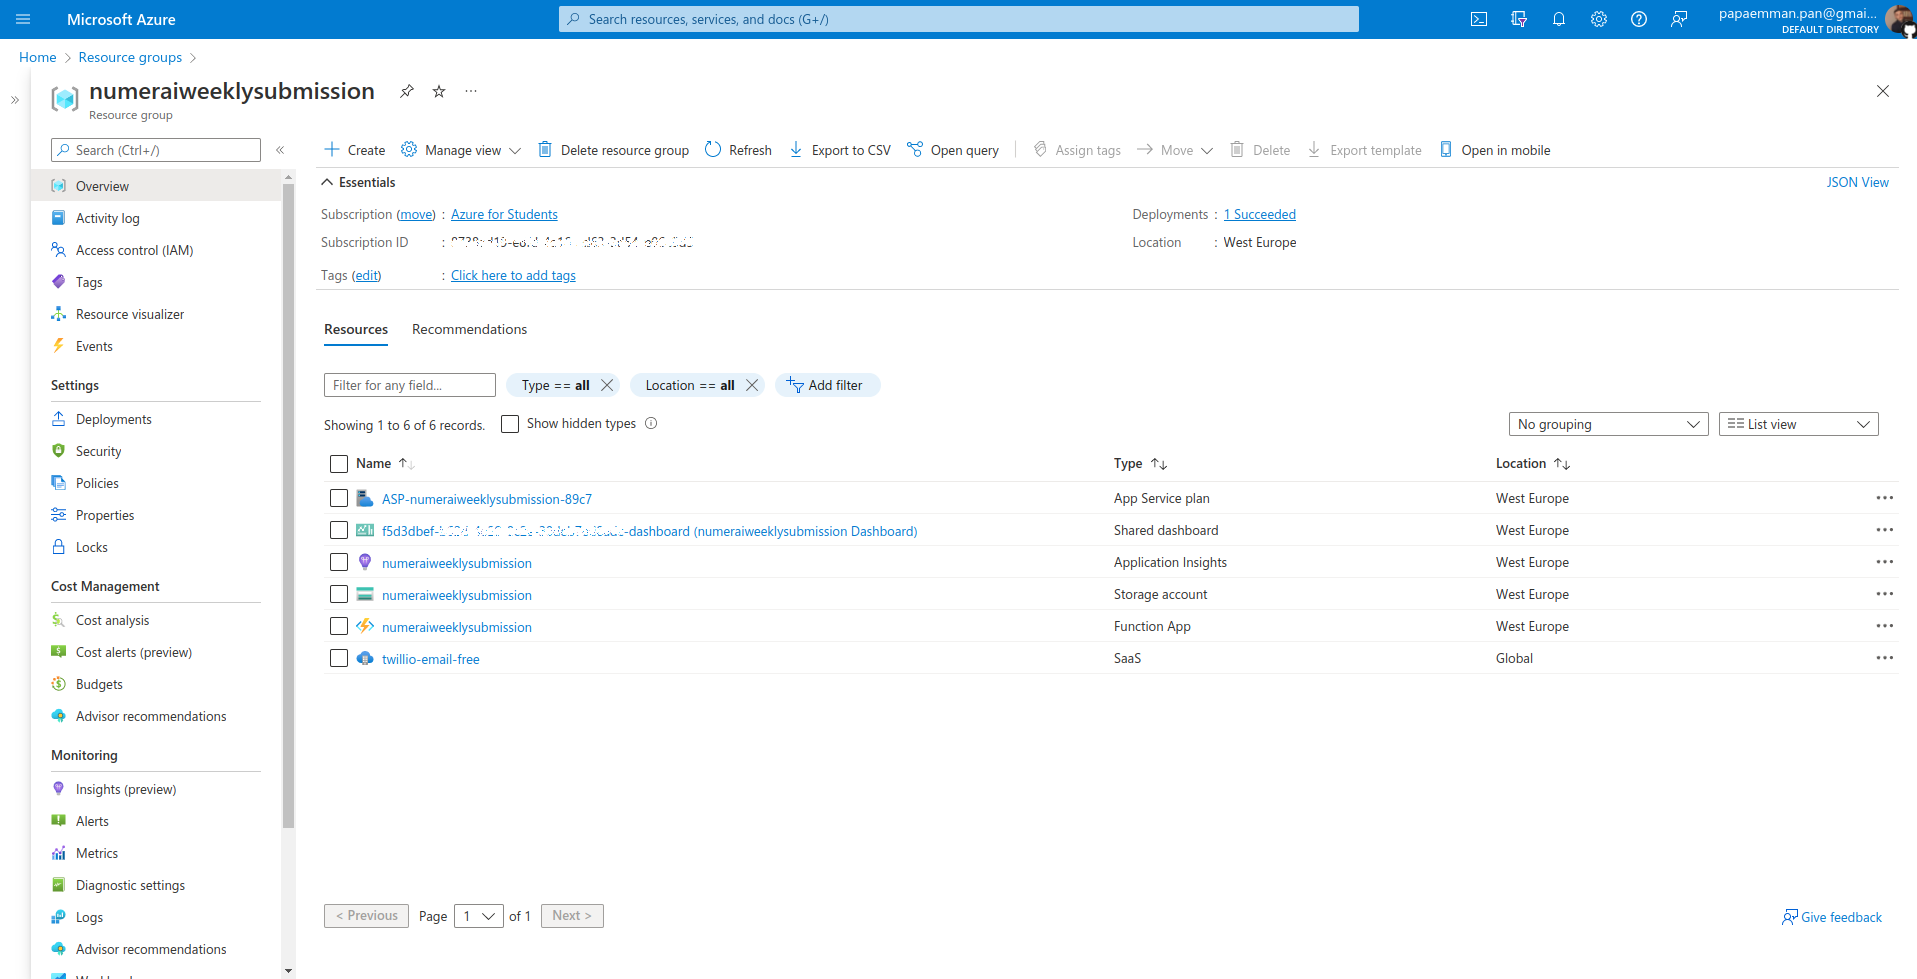 Microsoft Azure
Search resources, services, and docs (G+/)
papaemman.pan@gmai...
DEFAULT DIRECTORY
Home > Resource groups >
numeraiweeklysubmission
Resource group
Search (Ctrl+/)
Overview
Activity log
Access control (IAM)
Tags
Resource visualizer
Events
Settings
Deployments
Security
Policies
Properties
Locks
Cost Management
Cost analysis
Cost alerts (preview)
Budgets
Advisor recommendations
Monitoring
Insights (preview)
Alerts
Metrics
Diagnostic settings
Logs
Advisor recommendations
Create Manage view Delete resource group Refresh Export to CSV Open query Assign tags Move Delete Export template Open in mobile
Essentials
JSON View
Subscription (move) : Azure for Students
Subscription ID :
Tags (edit) : Click here to add tags
Deployments : 1 Succeeded
Location : West Europe
Resources Recommendations
Filter for any field... Type == all Location == all Add filter
Showing 1 to 6 of 6 records. Show hidden types
No grouping List view
Name Type Location
ASP-numeraiweeklysubmission-89c7 App Service plan West Europe
f5d3dbef- -dashboard (numeraiweeklysubmission Dashboard) Shared dashboard West Europe
numeraiweeklysubmission Application Insights West Europe
numeraiweeklysubmission Storage account West Europe
numeraiweeklysubmission Function App West Europe
twillio-email-free SaaS Global
< Previous Page 1 of 1 Next >
Give feedback